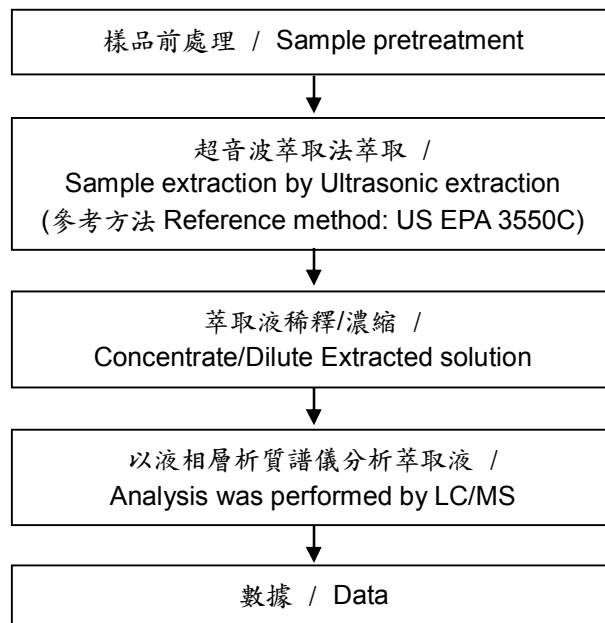 樣品前處理 / Sample pretreatment
超音波萃取法萃取 /
Sample extraction by Ultrasonic extraction
(參考方法 Reference method: US EPA 3550C)
萃取液稀釋/濃縮 /
Concentrate/Dilute Extracted solution
以液相層析質譜儀分析萃取液 /
Analysis was performed by LC/MS
數據 / Data